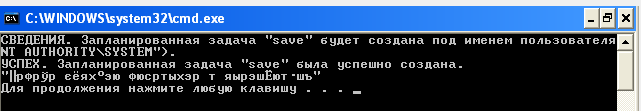 C:\WINDOWS\system32\cmd.exe
СВЕДЕНИЯ. Запланированная задача "save" будет создана под именем пользователя
NT AUTHORITY\SYSTEM").
УСПЕХ. Запланированная задача "save" была успешно создана.
"╟рфрўр єёях°эю фюсртыхэр т яырэшЁют∙шъ"
Для продолжения нажмите любую клавишу . . . _